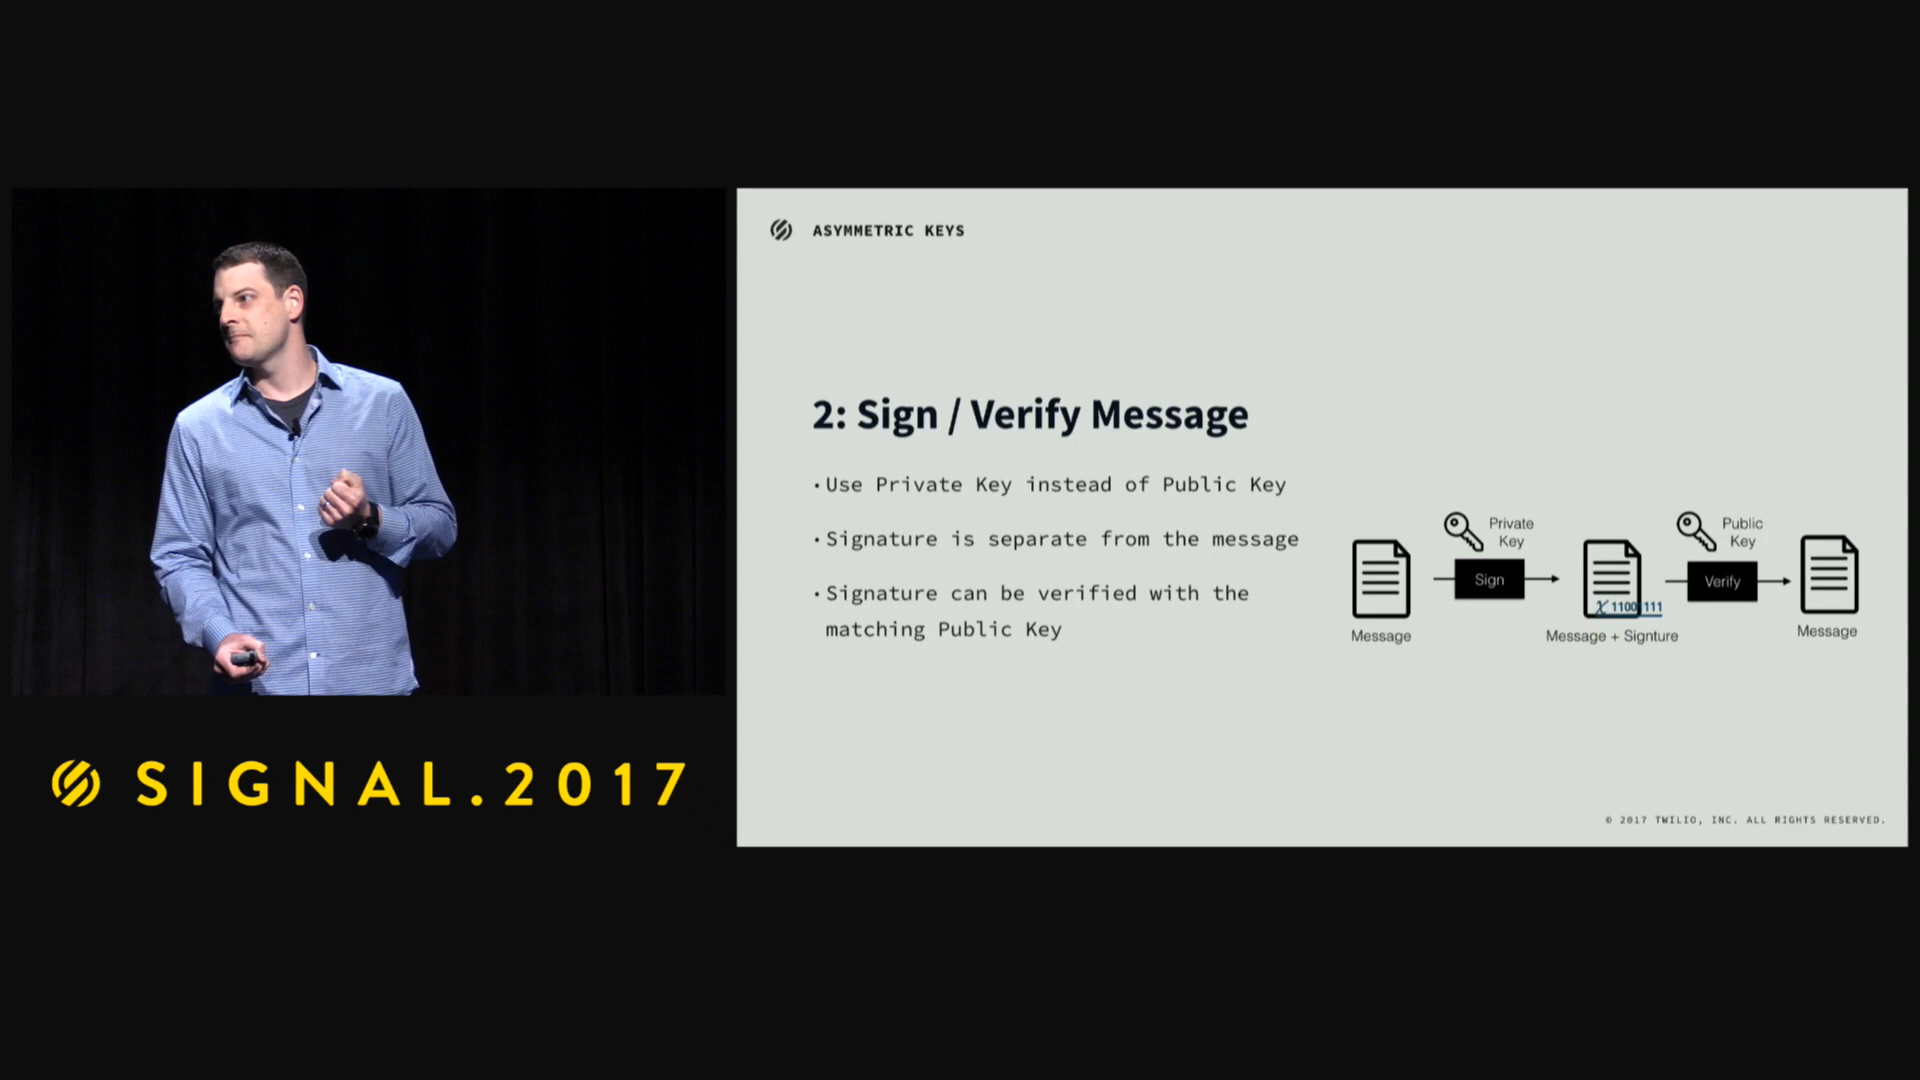 ASYMMETRIC KEYS
2: Sign / Verify Message
• Use Private Key instead of Public Key
• Signature is separate from the message
• Signature can be verified with the
matching Public Key
Private
Key
Public
Key
Sign
Verify
X 1100 111
Message
Message + Signture
Message
SIGNAL.2017
© 2017 TWILIO, INC. ALL RIGHTS RESERVED.